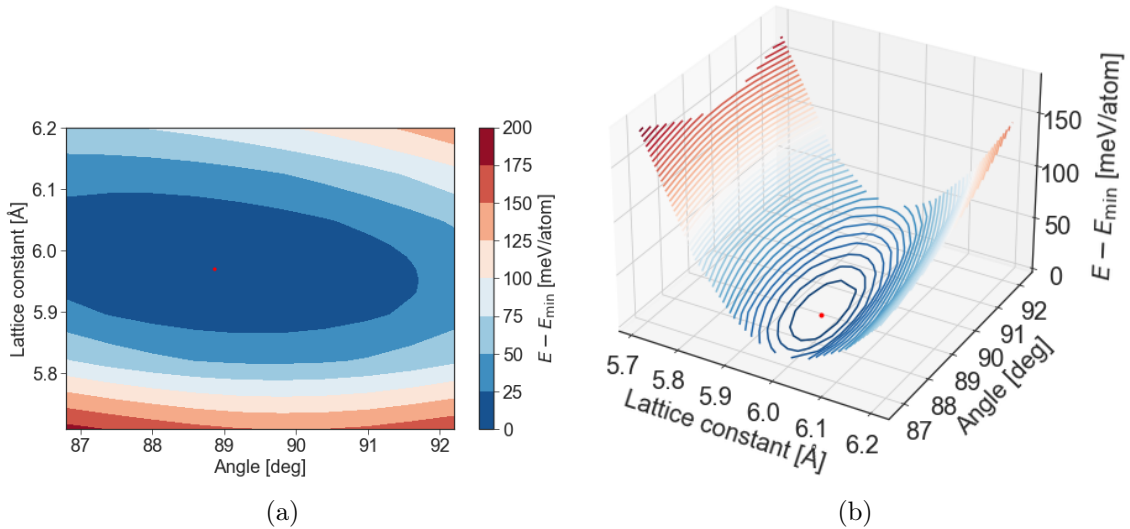 6.2
6.1
6.0
5.9
5.8
Lattice constant [Å]
87 88 89 90 91 92
Angle [deg]
200
175
150
125
100
75
50
25
0
E − E_min [meV/atom]
(a)
150
100
50
0
E − E_min [meV/atom]
5.7 5.8 5.9 6.0 6.1 6.2
Lattice constant [Å]
87 88 89 90 91 92
Angle [deg]
(b)